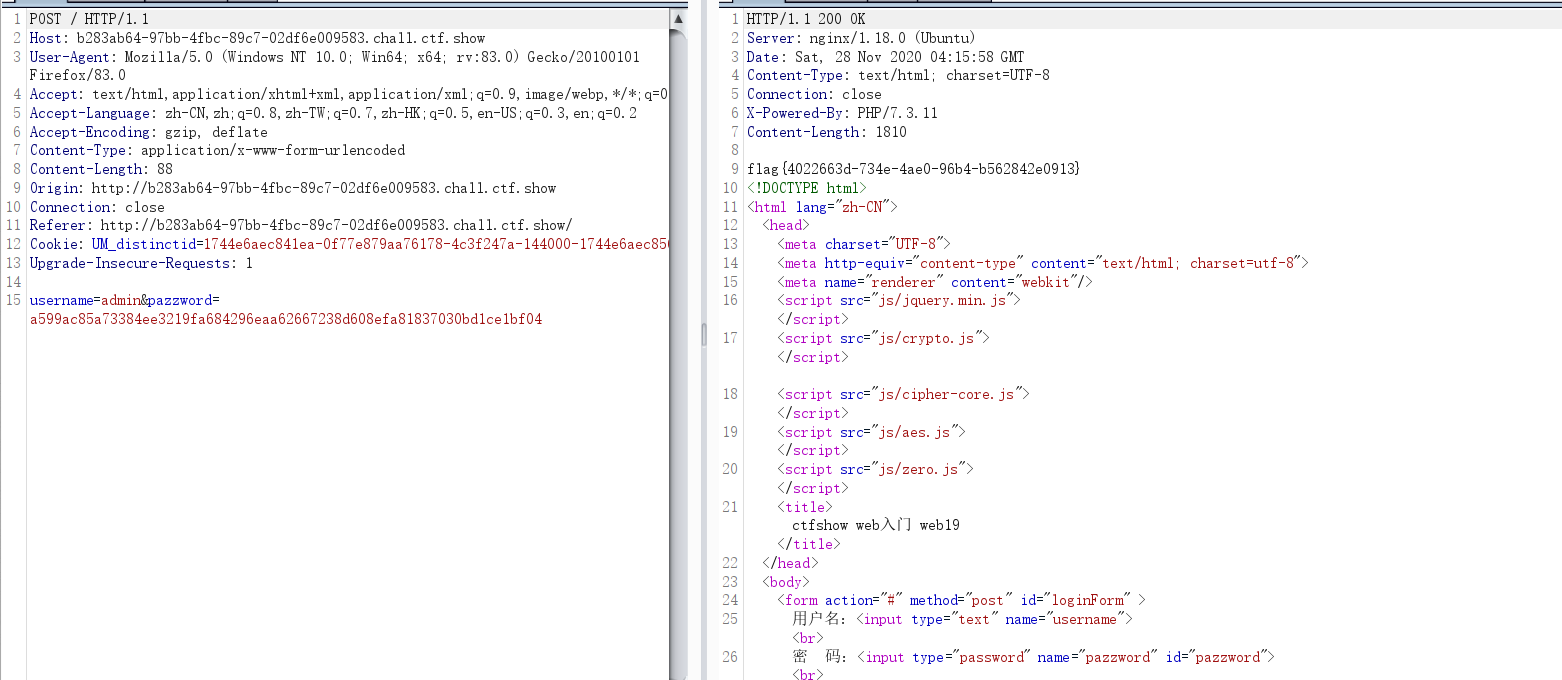 1 POST / HTTP/1.1
2 Host: b283ab64-97bb-4fbc-89c7-02df6e009583.chall.ctf.show
3 User-Agent: Mozilla/5.0 (Windows NT 10.0; Win64; x64; rv:83.0) Gecko/20100101
Firefox/83.0
4 Accept: text/html,application/xhtml+xml,application/xml;q=0.9,image/webp,*/*;q=0
5 Accept-Language: zh-CN,zh;q=0.8,zh-TW;q=0.7,zh-HK;q=0.5,en-US;q=0.3,en;q=0.2
6 Accept-Encoding: gzip, deflate
7 Content-Type: application/x-www-form-urlencoded
8 Content-Length: 88
9 Origin: http://b283ab64-97bb-4fbc-89c7-02df6e009583.chall.ctf.show
10 Connection: close
11 Referer: http://b283ab64-97bb-4fbc-89c7-02df6e009583.chall.ctf.show/
12 Cookie: UM_distinctid=1744e6aec841ea-0f77e879aa76178-4c3f247a-144000-1744e6aec850
13 Upgrade-Insecure-Requests: 1
14
15 username=admin&pazzword=
a599ac85a73384ee3219fa684296eaa62667238d608efa81837030bd1ce1bf04
1 HTTP/1.1 200 OK
2 Server: nginx/1.18.0 (Ubuntu)
3 Date: Sat, 28 Nov 2020 04:15:58 GMT
4 Content-Type: text/html; charset=UTF-8
5 Connection: close
6 X-Powered-By: PHP/7.3.11
7 Content-Length: 1810
8
9 flag{4022663d-734e-4ae0-96b4-b562842e0913}
10 <!DOCTYPE html>
11 <html lang="zh-CN">
12 <head>
13 <meta charset="UTF-8">
14 <meta http-equiv="content-type" content="text/html; charset=utf-8">
15 <meta name="renderer" content="webkit"/>
16 <script src="js/jquery.min.js">
</script>
17 <script src="js/crypto.js">
</script>
18 <script src="js/cipher-core.js">
</script>
19 <script src="js/aes.js">
</script>
20 <script src="js/zero.js">
</script>
21 <title>
ctfshow web入门 web19
</title>
22 </head>
23 <body>
24 <form action="#" method="post" id="loginForm" >
25 用户名：<input type="text" name="username">
<br>
26 密 码：<input type="password" name="pazzword" id="pazzword">
<br>